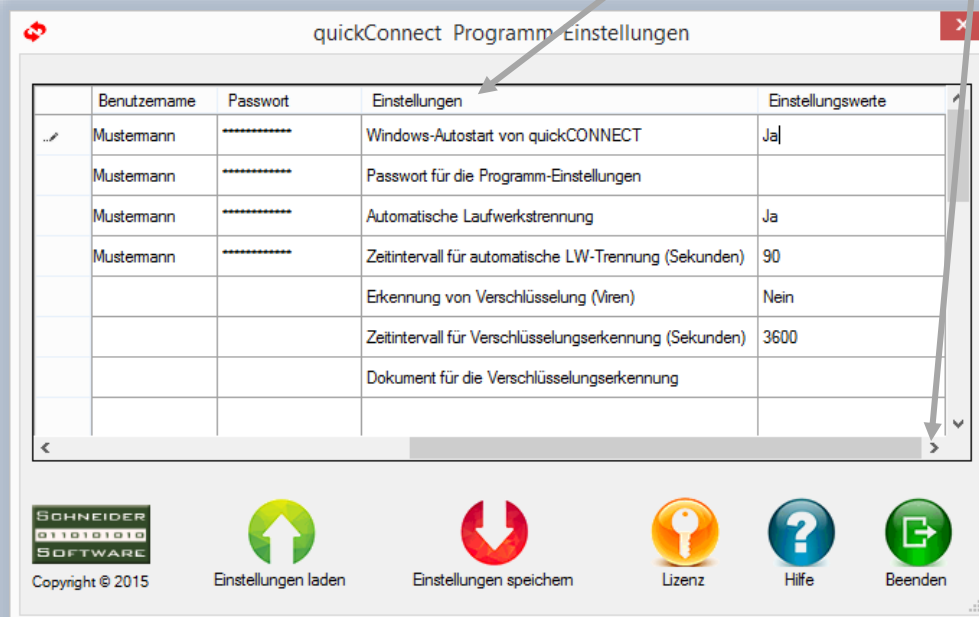 quickConnect Programm-Einstellungen
Benutzername Passwort Einstellungen Einstellungswerte
Mustermann ************ Windows-Autostart von quickCONNECT Ja
Mustermann ************ Passwort für die Programm-Einstellungen
Mustermann ************ Automatische Laufwerkstrennung Ja
Mustermann ************ Zeitintervall für automatische LW-Trennung (Sekunden) 90
Erkennung von Verschlüsselung (Viren) Nein
Zeitintervall für Verschlüsselungserkennung (Sekunden) 3600
Dokument für die Verschlüsselungserkennung
SCHNEIDER
0110101010
SOFTWARE
Copyright © 2015 Einstellungen laden Einstellungen speichern Lizenz Hilfe Beenden